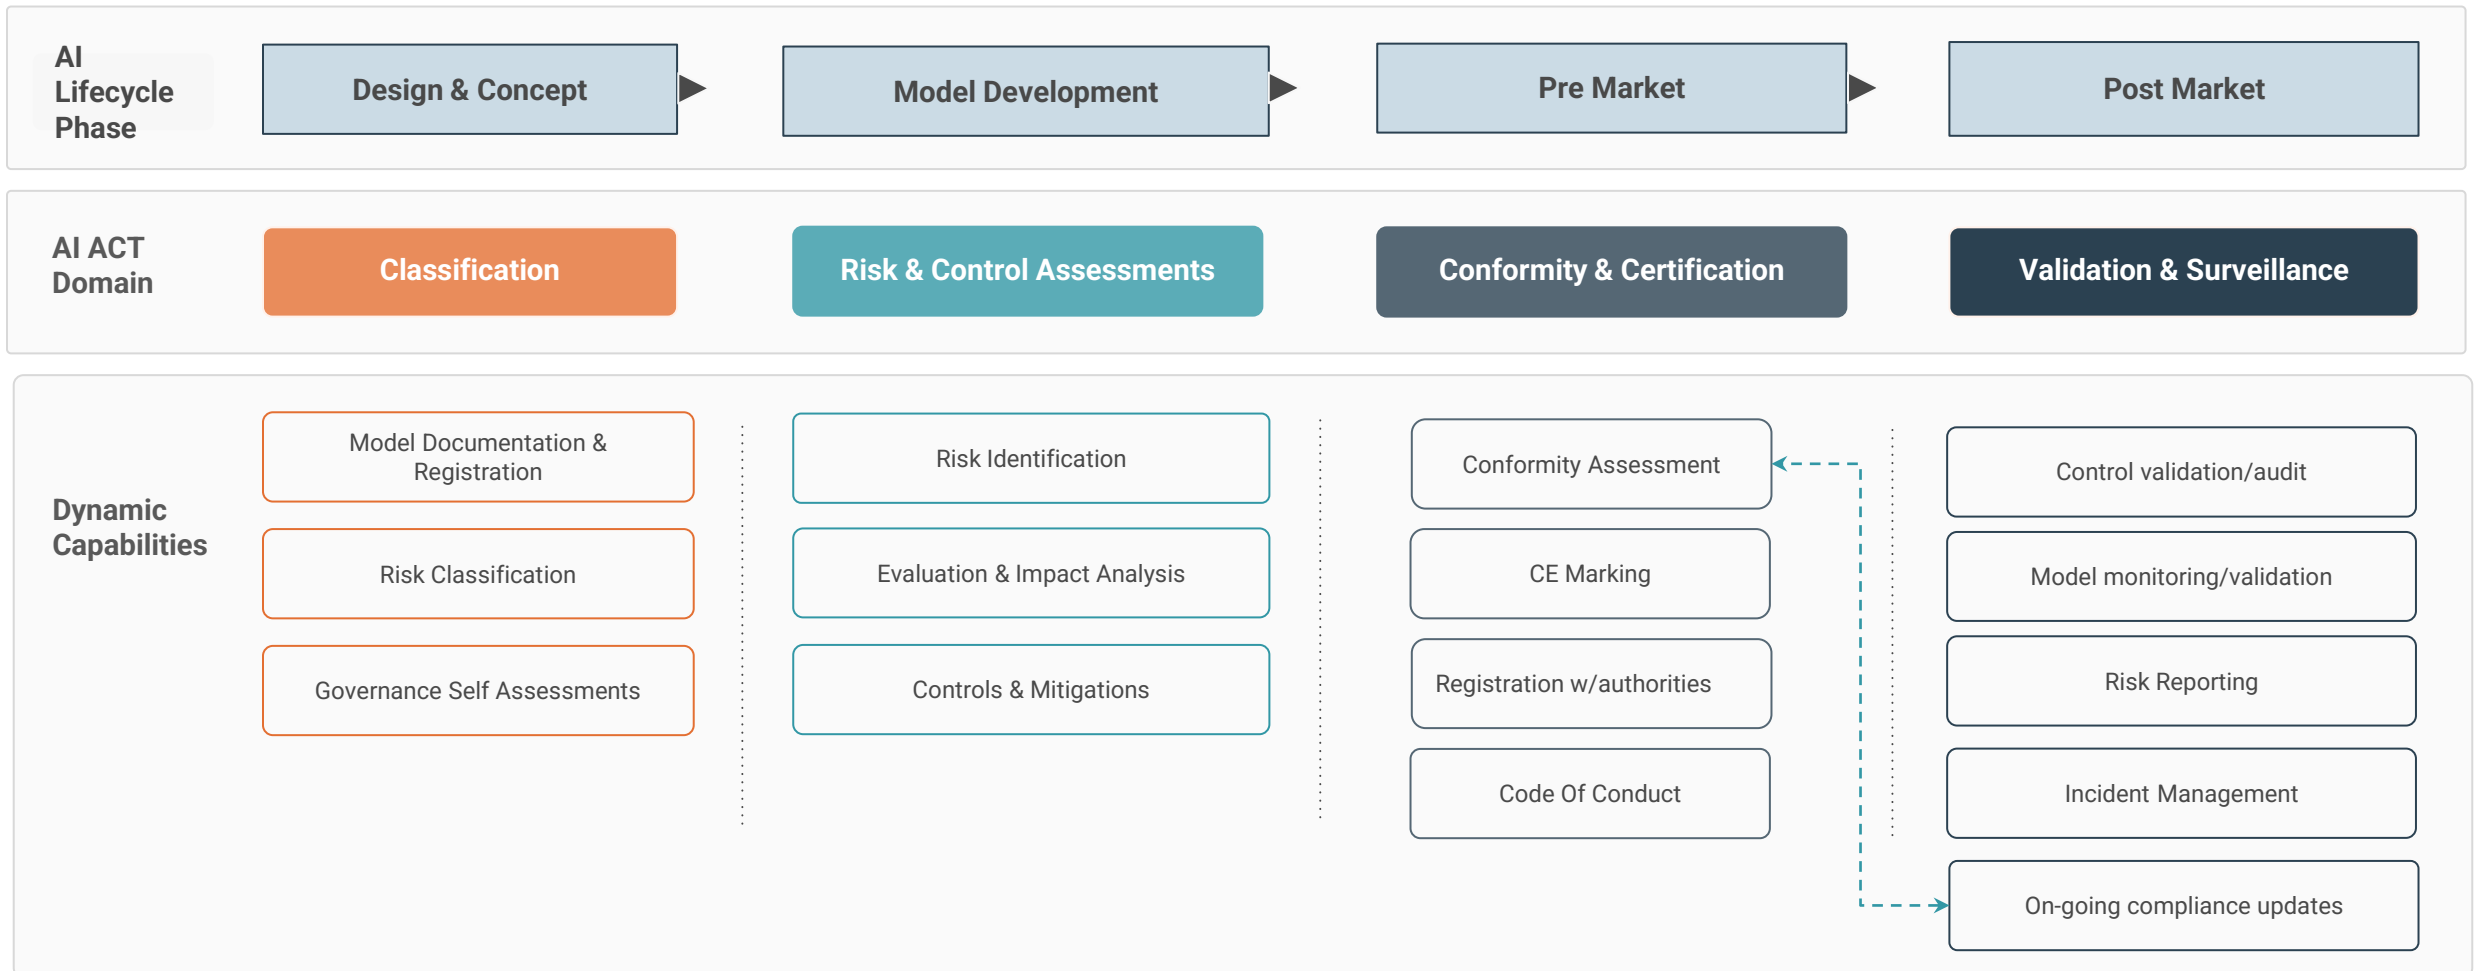 AI
Lifecycle
Phase
Design & Concept
Model Development
Pre Market
Post Market
AI ACT
Domain
Classification
Risk & Control Assessments
Conformity & Certification
Validation & Surveillance
Dynamic
Capabilities
Model Documentation &
Registration
Risk Classification
Governance Self Assessments
Risk Identification
Evaluation & Impact Analysis
Controls & Mitigations
Conformity Assessment
CE Marking
Registration w/authorities
Code Of Conduct
Control validation/audit
Model monitoring/validation
Risk Reporting
Incident Management
On-going compliance updates